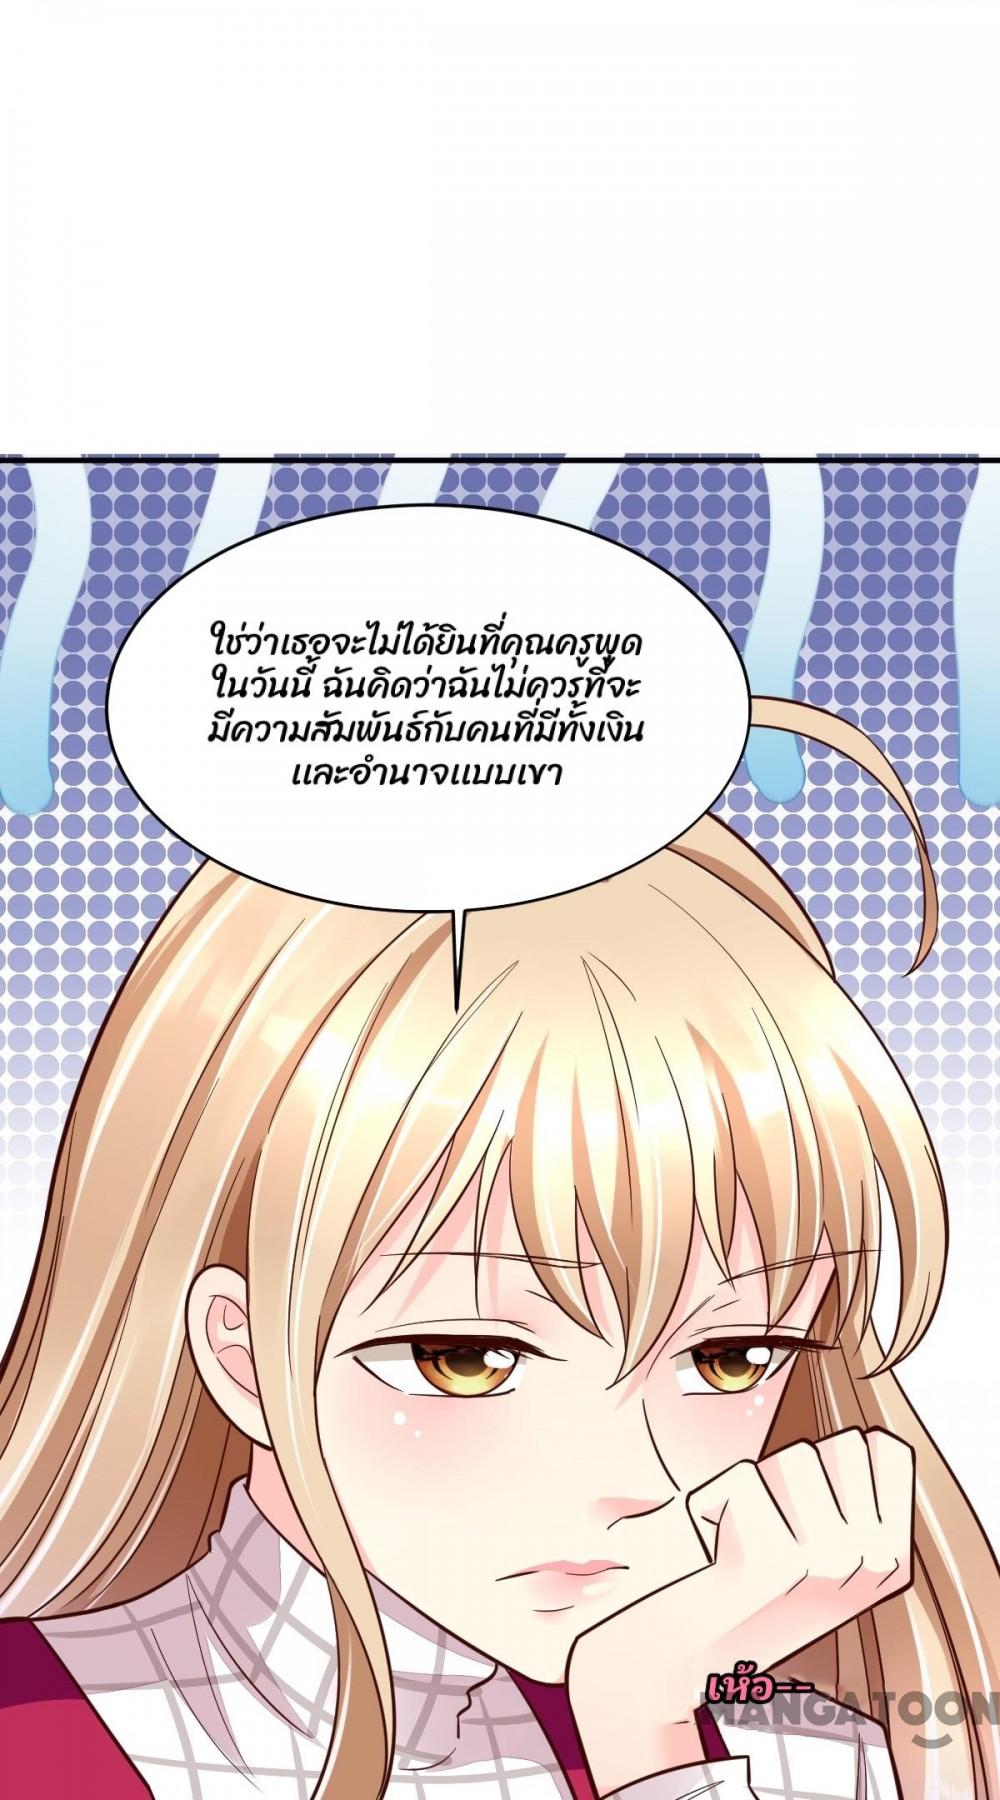 ใช่ว่าเธอจะไม่ได้ยินที่คุณครูพูด
ในวันนี้ ฉันคิดว่าฉันไม่ควรที่จะ
มีความสัมพันธ์กับคนที่มีทั้งเงิน
และอำนาจแบบเขา
เห้อ---
MANGATOON